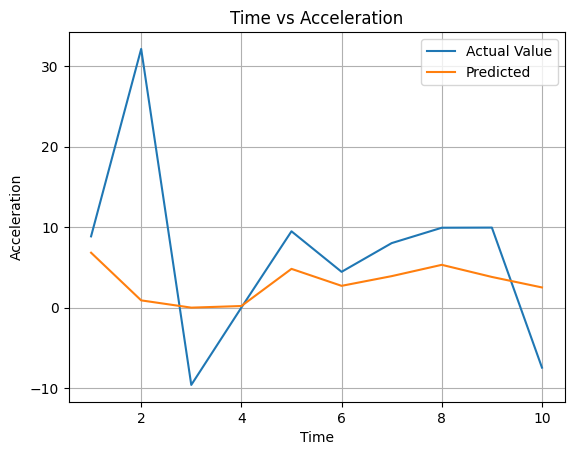 Time vs Acceleration
Actual Value
Predicted
30
20
10
0
−10
Acceleration
2 4 6 8 10
Time